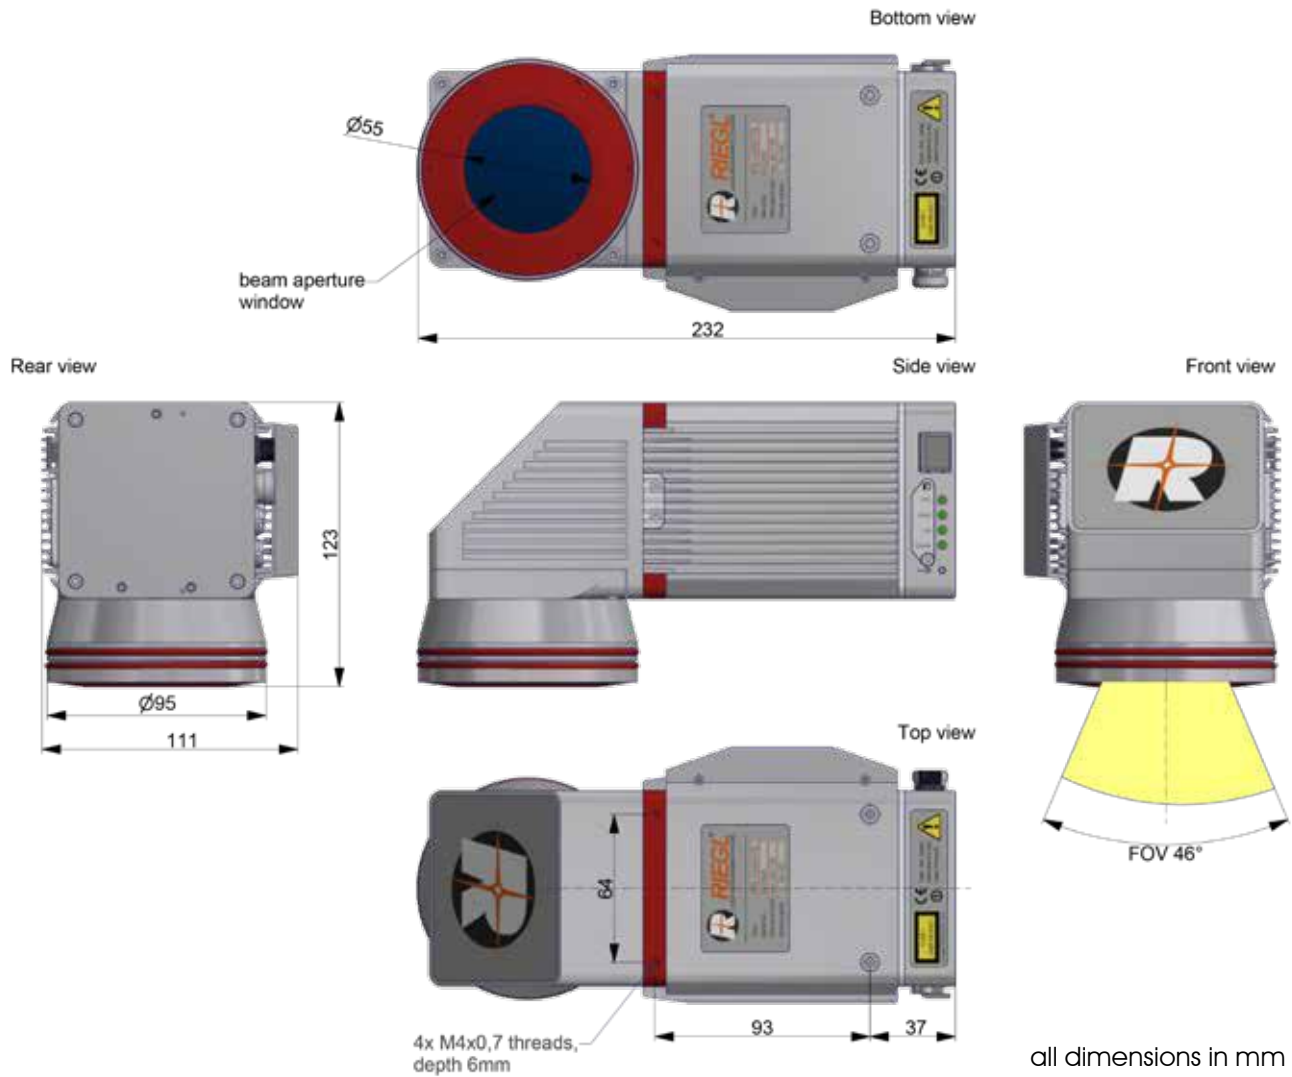 Bottom view
Ø55
RIEGL
beam aperture
window
232
Rear view
Side view
Front view
123
Ø95
111
Top view
FOV 46°
64
RIEGL
93
37
4x M4x0,7 threads,
depth 6mm
all dimensions in mm